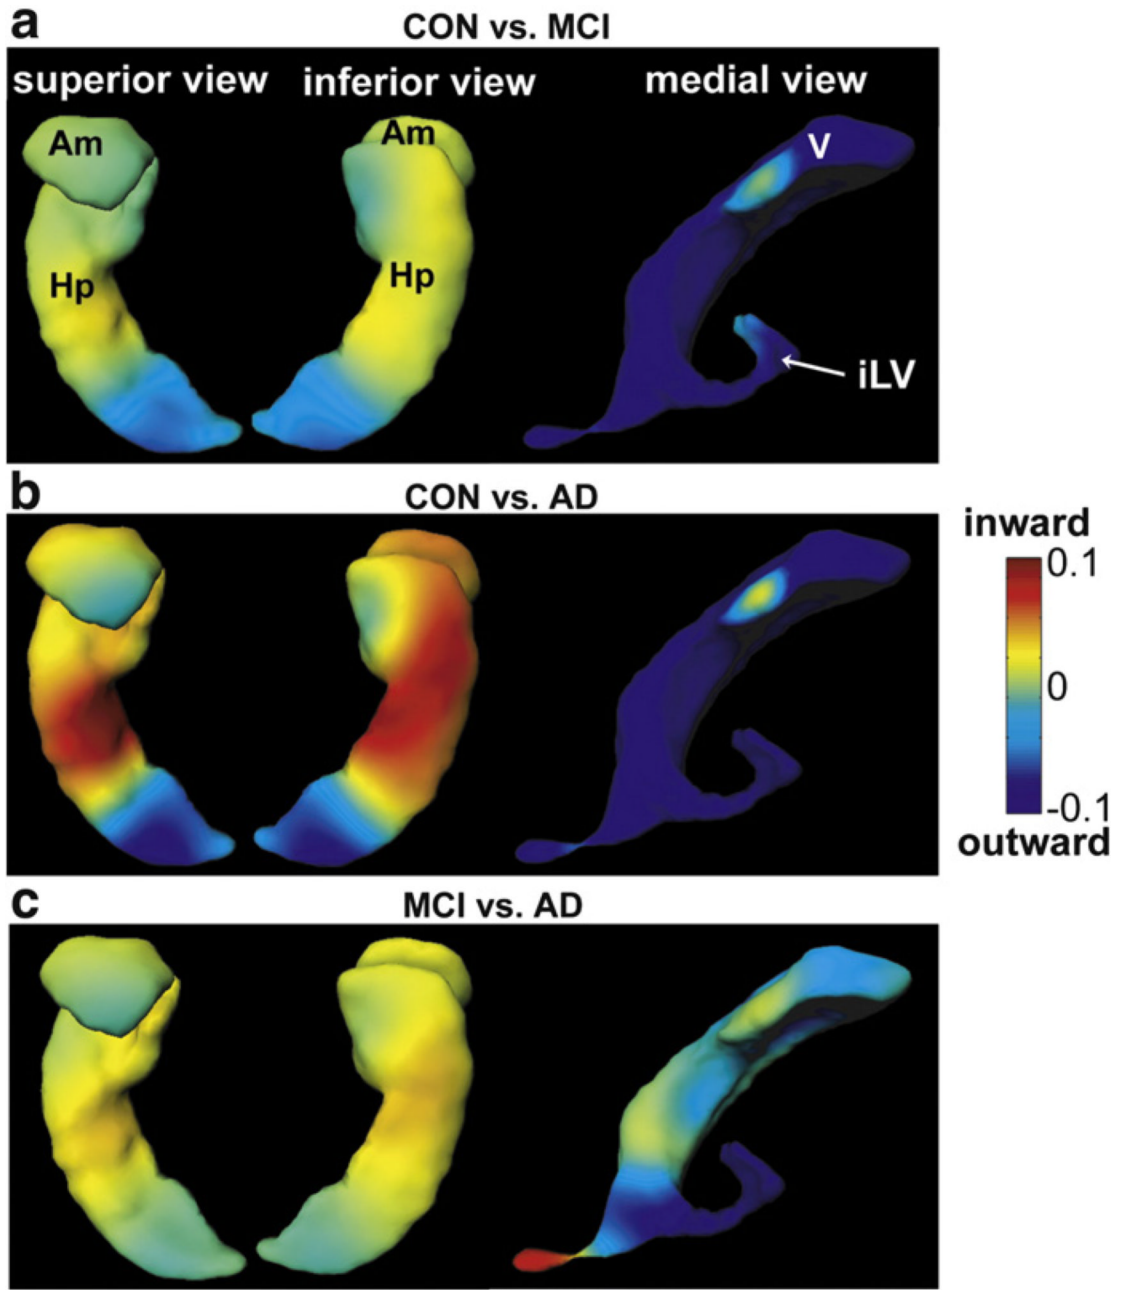 a
CON vs. MCI
superior view
inferior view
medial view
Am
Am
V
Hp
Hp
iLV
b
CON vs. AD
inward
0.1
0
-0.1
outward
c
MCI vs. AD